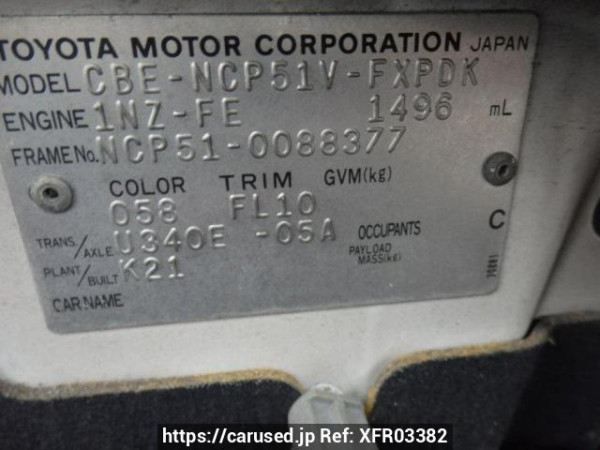 TOYOTA MOTOR CORPORATION JAPAN
MODEL CBE-NCP51V-FXPDK
ENGINE 1NZ-FE 1496 mL
FRAME No. NCP51-0088377
COLOR TRIM GVM(kg)
058 FL10
C
TRANS./AXLE U340E -05A OCCUPANTS
PAYLOAD MASS(kg)
PLANT/BUILT K21
CAR NAME
https://carused.jp Ref: XFR03382